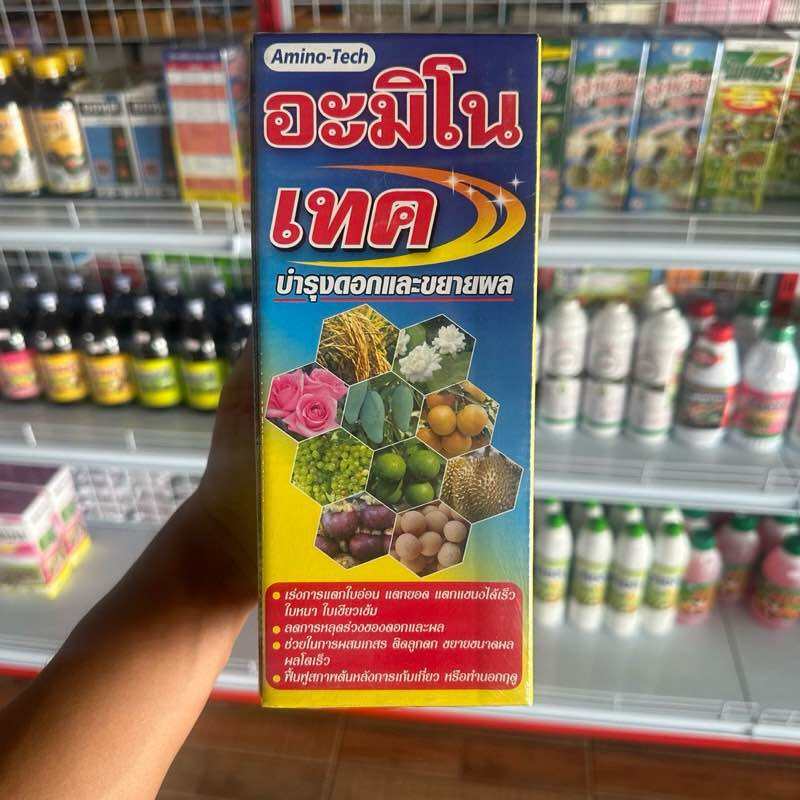 Amino-Tech
อะมิโน
เทค
บำรุงดอกและขยายผล
• เร่งการแตกใบอ่อน แตกยอด แตกแขนงได้เร็ว
ใบหนา ใบเขียวเข้ม
• ลดการหลุดร่วงของดอกและผล
• ช่วยในการผสมเกสร ติดลูกดก ขยายขนาดผล
ผลโตเร็ว
• ฟื้นฟูสภาพต้นหลังการเก็บเกี่ยว หรือทำนอกฤดู